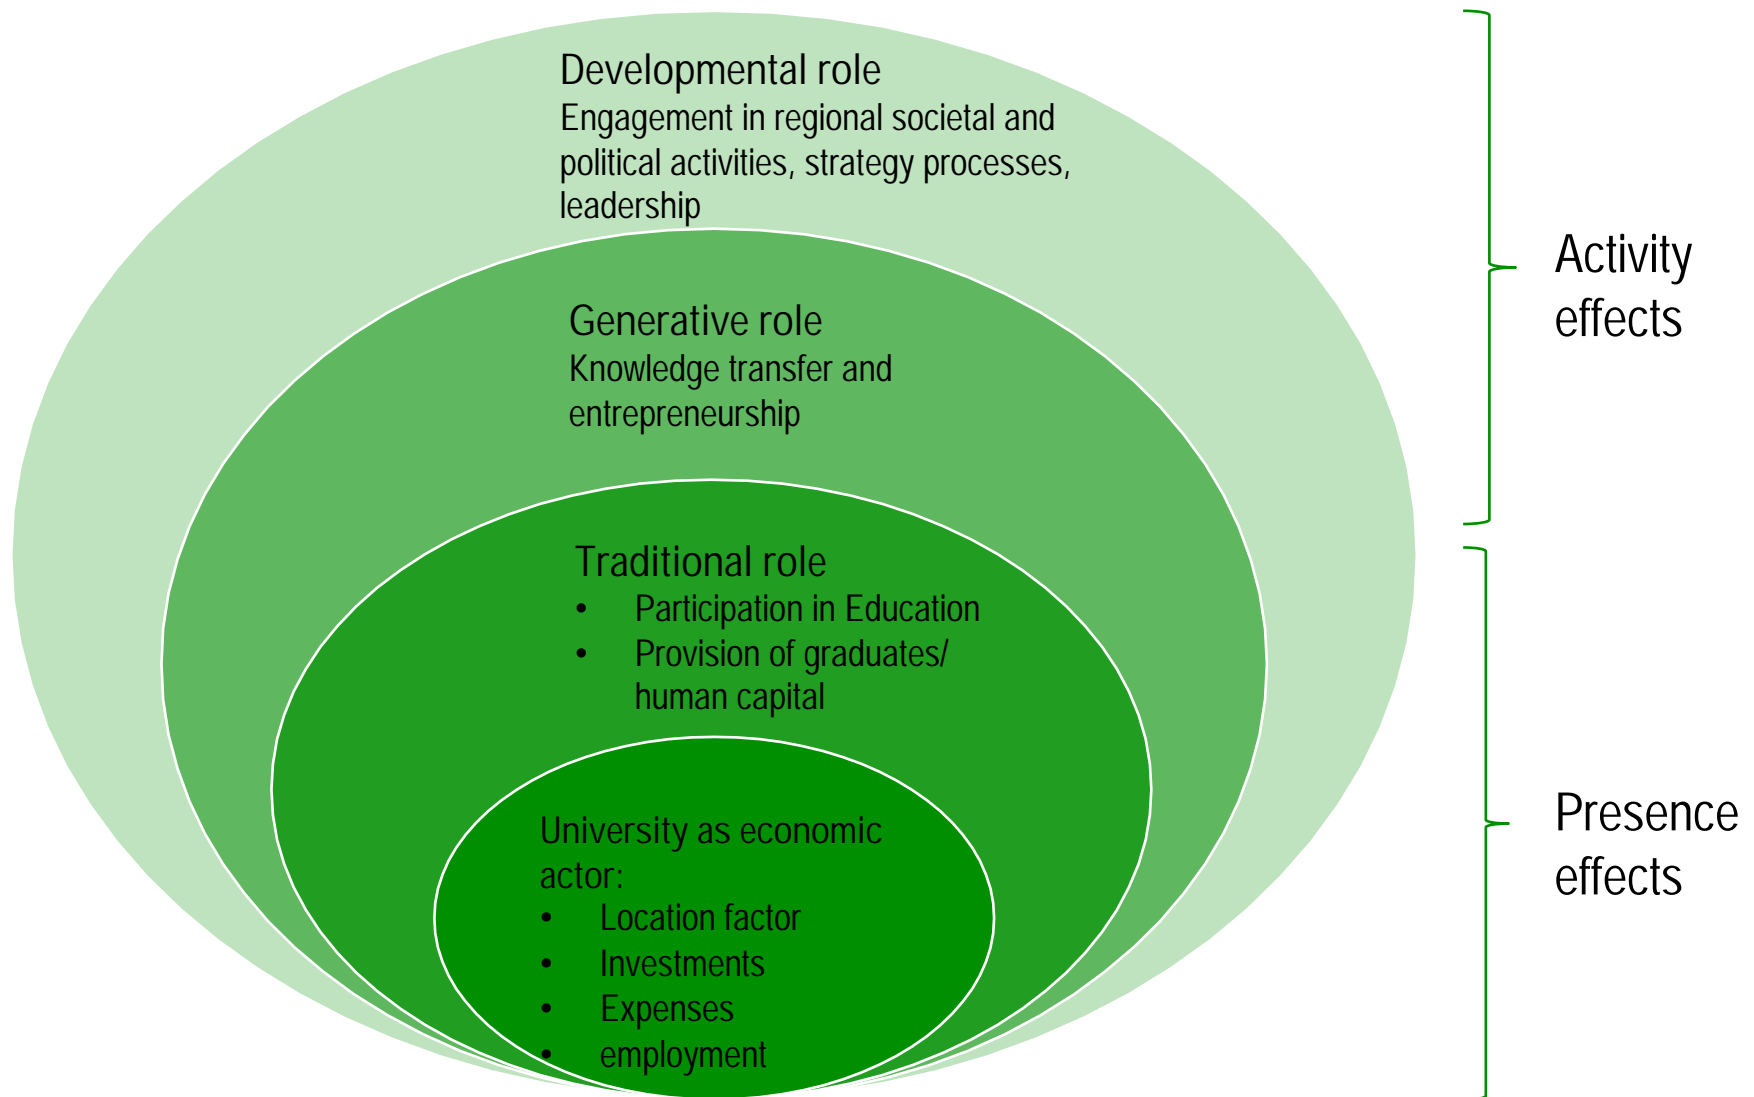 Developmental role
Engagement in regional societal and
political activities, strategy processes,
leadership
Generative role
Knowledge transfer and
entrepreneurship
Traditional role
• Participation in Education
• Provision of graduates/
human capital
University as economic
actor:
• Location factor
• Investments
• Expenses
• employment
Activity
effects
Presence
effects